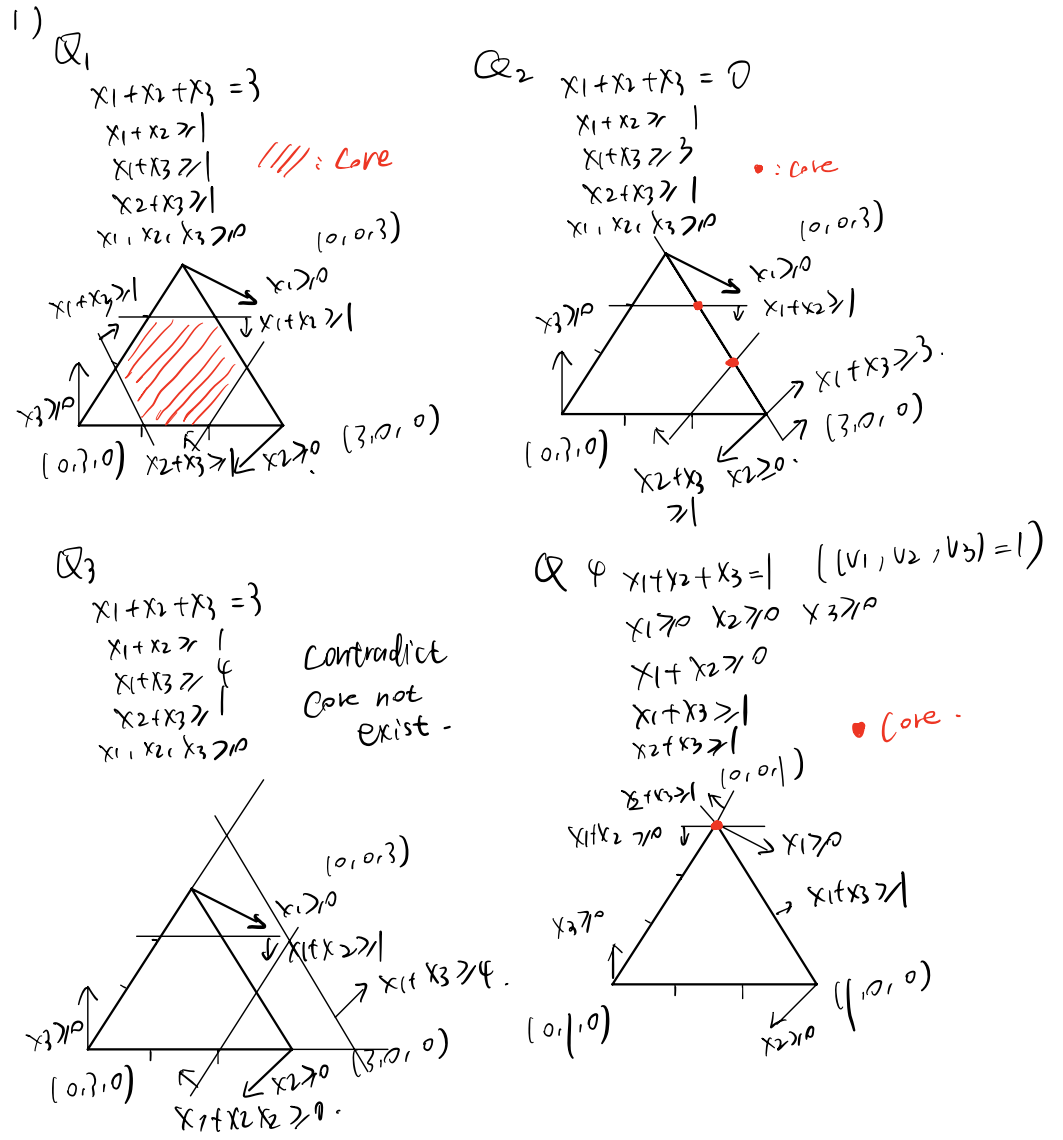 1)
Q1
x1+x2+x3 = 3
x1+x2 ≥ 1
x1+x3 ≥ 1
x2+x3 ≥ 1
x1, x2, x3 ≥ 0
: Core
(0,0,3)
x1≥0
x1+x3≥1
x1+x2≥1
x3≥0
(0,3,0)
x2+x3≥1
x2≥0.
(3,0,0)
Q2
x1+x2+x3 = 0
x1+x2 ≥ 1
x1+x3 ≥ 3
x2+x3 ≥ 1
x1, x2, x3 ≥ 0
: core
(0,0,3)
x1≥0
x3≥0
x1+x2≥1
x1+x3≥3.
(3,0,0)
(0,3,0)
x2+x3
≥1
x2≥0.
Q3
x1+x2+x3 = 3
x1+x2 ≥ 1
x1+x3 ≥ 4
x2+x3 ≥ 1
x1, x2, x3 ≥ 0
Contradict
Core not
exist.
(0,0,3)
x1≥0
x1+x2≥1
x1+x3≥4.
x3≥0
(3,0,0)
(0,3,0)
x2≥0
Q4
x1+x2+x3=1
((V1, V2, V3)=1)
x1≥0 x2≥0 x3≥0
x1+x2≥0
x1+x3≥1
x2+x3≥1
Core.
(0,0,1)
x2+x3≥1
x1+x2≥0
x1≥0
x1+x3≥1
x3≥0
(1,0,0)
(0,1,0)
x2≥0